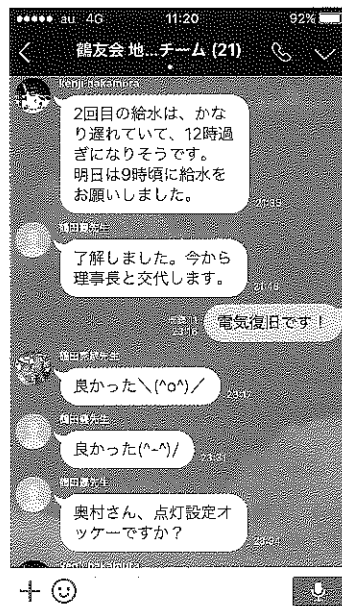 au 4G 11:20 92%
鶴友会 地...チーム (21)
kenji nakamura
2回目の給水は、かな
り遅れていて、12時過
ぎになりそうです。
明日は9時頃に給水を
お願いしました。
了解しました。今から
理事長と交代します。
電気復旧です！
良かった＼(^o^)／
良かった(^-^)/
奥村さん、点灯設定オ
ッケーですか？
kenji nakamura